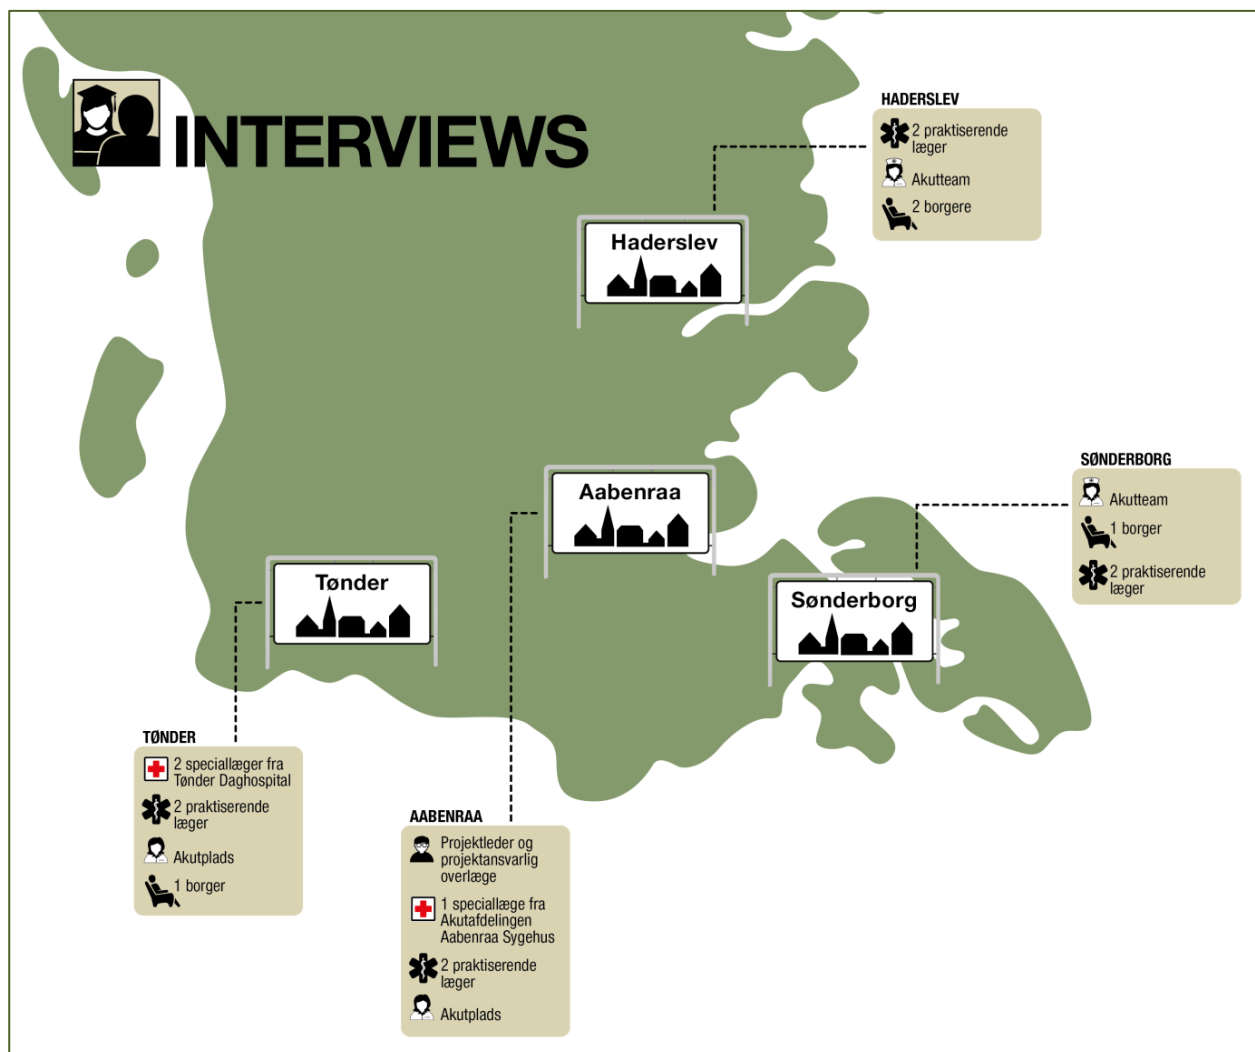 INTERVIEWS
HADERSLEV
2 praktiserende
læger
Akutteam
2 borgere
Haderslev
Aabenraa
SØNDERBORG
Akutteam
1 borger
2 praktiserende
læger
Tønder
Sønderborg
TØNDER
2 speciallæger fra
Tønder Daghospital
2 praktiserende
læger
Akutplads
1 borger
AABENRAA
Projektleder og
projektansvarlig
overlæge
1 speciallæge fra
Akutafdelingen
Aabenraa Sygehus
2 praktiserende
læger
Akutplads